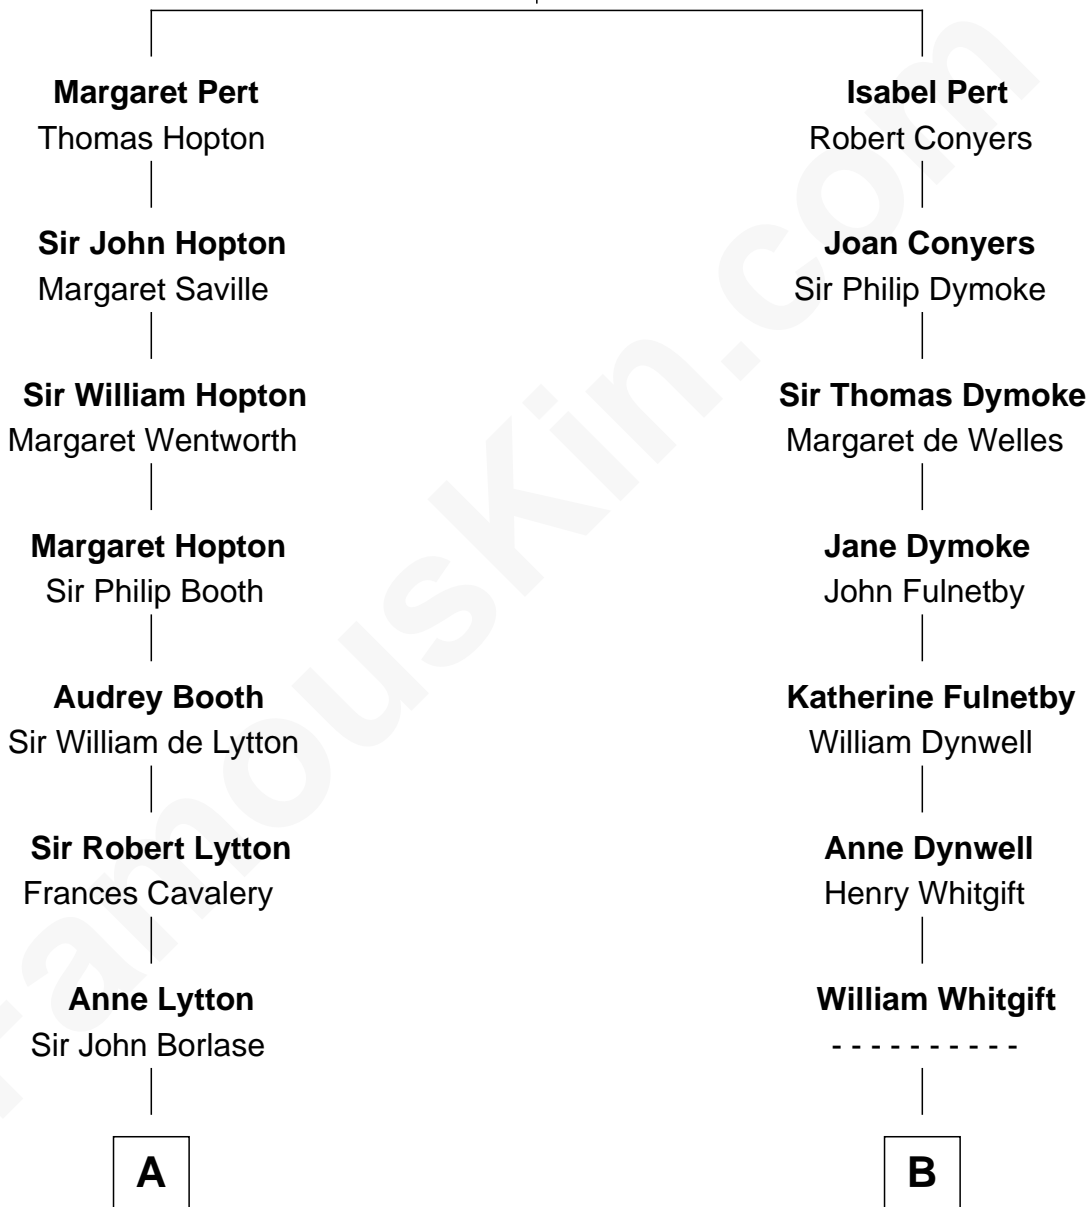 Margaret Pert
Thomas Hopton
Sir John Hopton
Margaret Saville
Sir William Hopton
Margaret Wentworth
Margaret Hopton
Sir Philip Booth
Audrey Booth
Sir William de Lytton
Sir Robert Lytton
Frances Cavalery
Anne Lytton
Sir John Borlase
A
Isabel Pert
Robert Conyers
Joan Conyers
Sir Philip Dymoke
Sir Thomas Dymoke
Margaret de Welles
Jane Dymoke
John Fulnetby
Katherine Fulnetby
William Dynwell
Anne Dynwell
Henry Whitgift
William Whitgift
- - - - - - - - - -
B
FamousKin.com